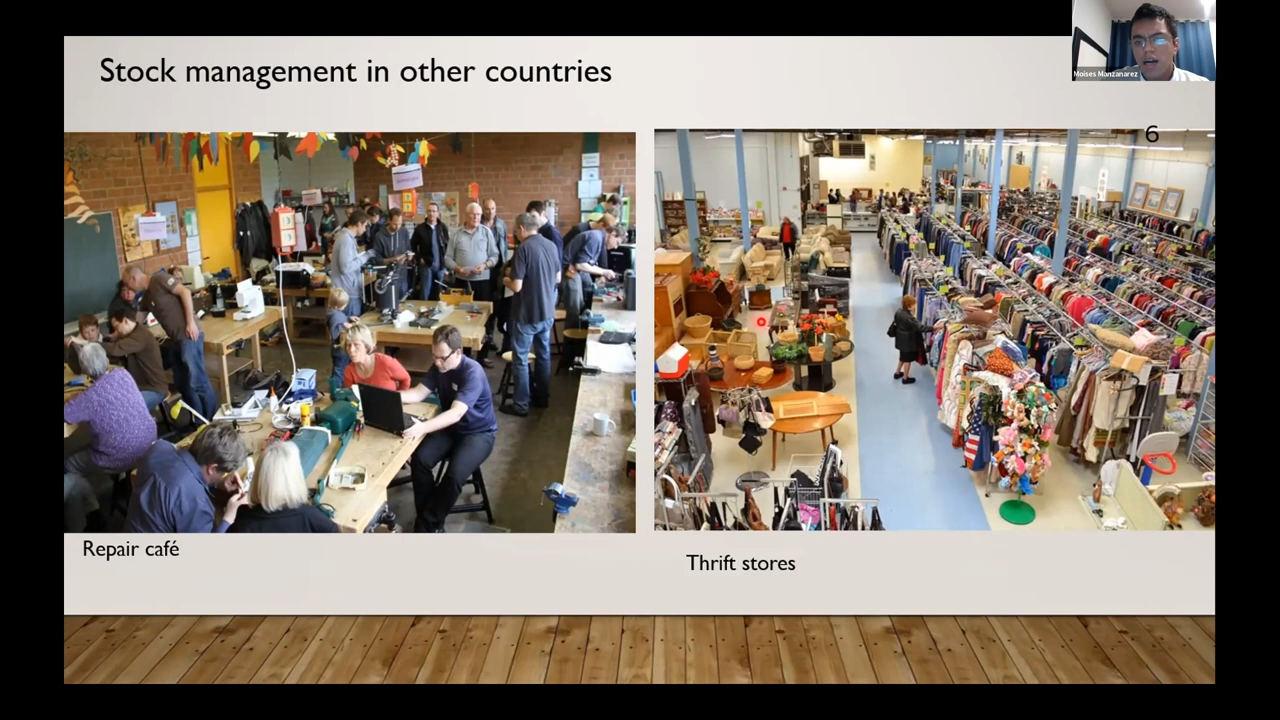 Stock management in other countries
Moises Manzanarez
6
Repair café
Thrift stores